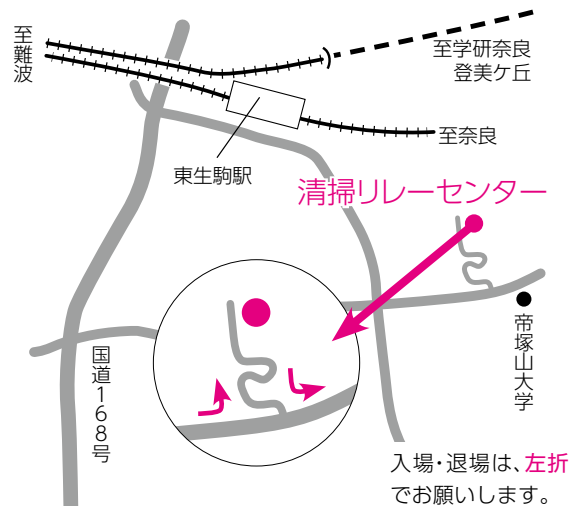 至難波
至学研奈良
登美ケ丘
至奈良
東生駒駅
清掃リレーセンター
帝塚山大学
国道168号
入場・退場は、左折
でお願いします。